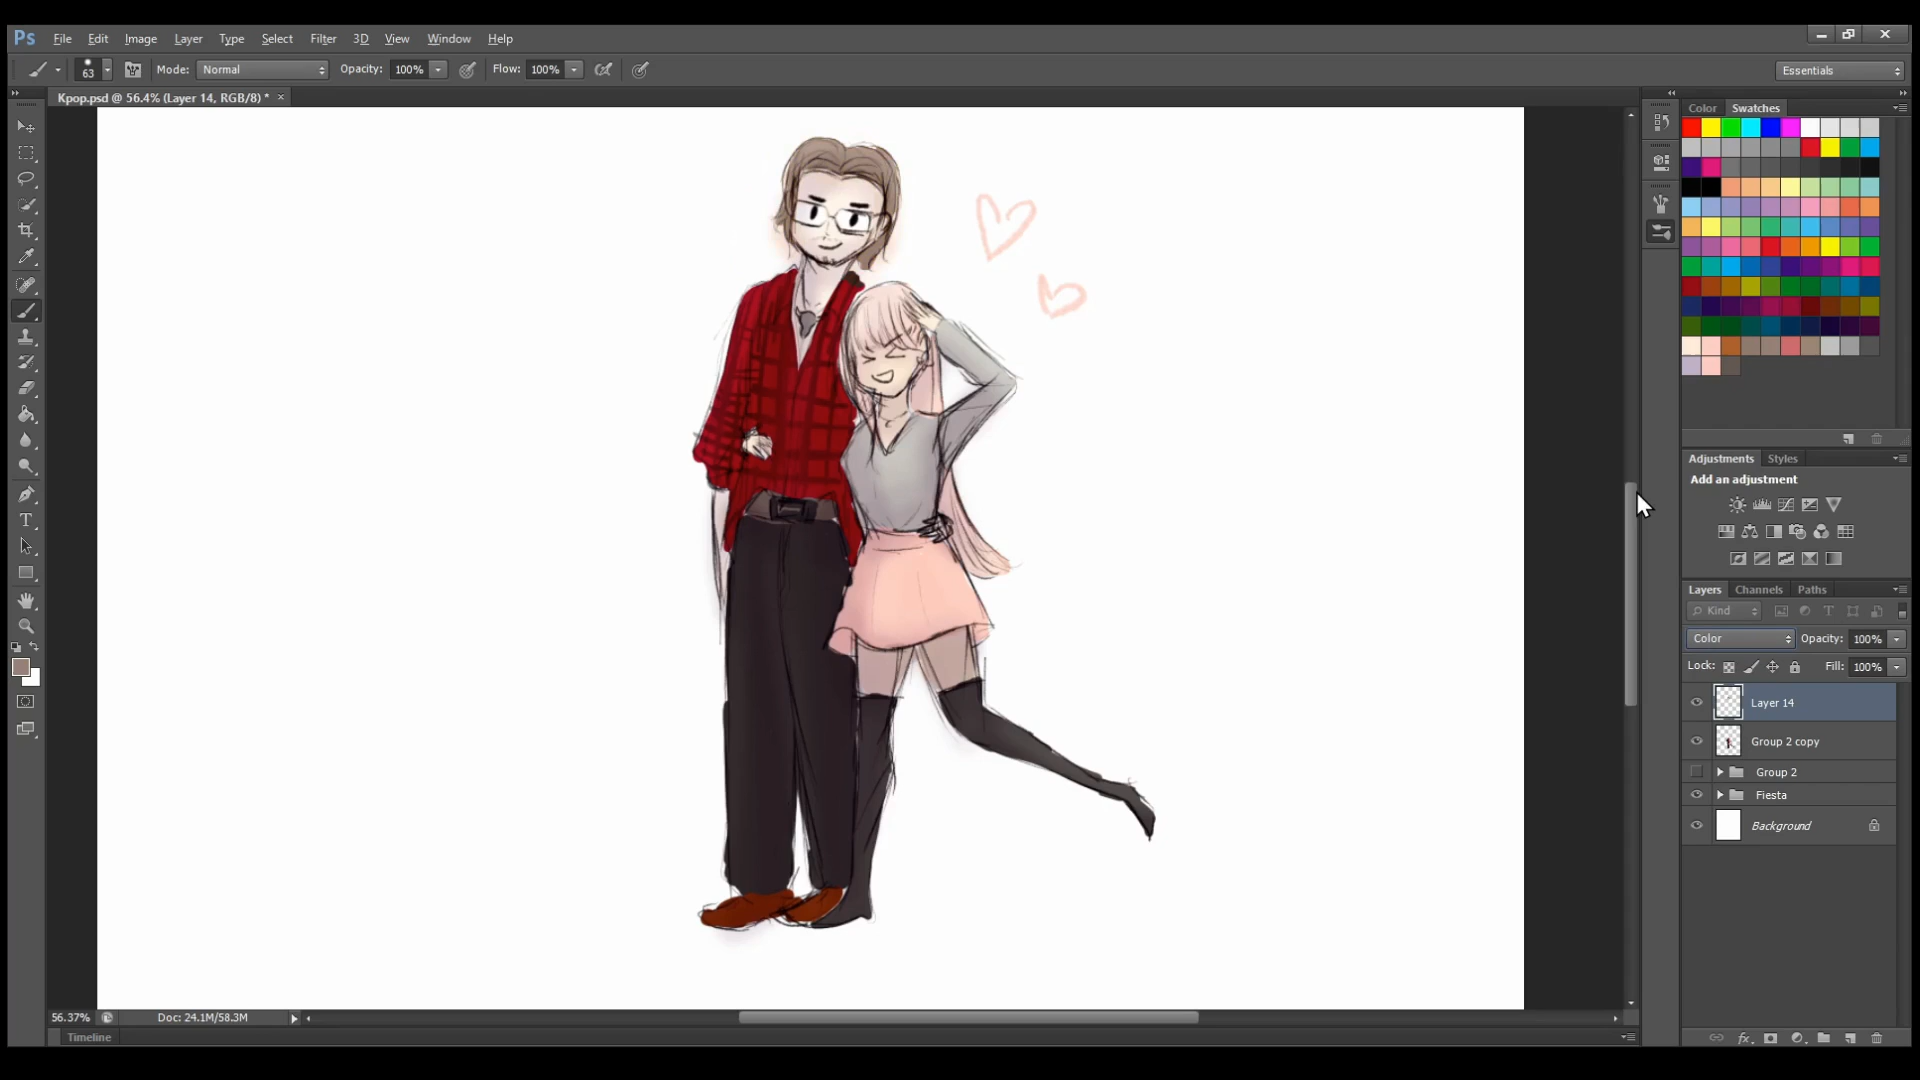 Ps File Edit Image Layer Type Select Filter 3D View Window Help
63 Mode: Normal Opacity: 100% Flow: 100% Essentials
Kpop.psd @ 56.4% (Layer 14, RGB/8) * ×
Color Swatches
Adjustments Styles
Add an adjustment
Layers Channels Paths
Kind
Color Opacity: 100%
Lock: Fill: 100%
Layer 14
Group 2 copy
Group 2
Fiesta
Background
56.37% Doc: 24.1M/58.3M
Timeline